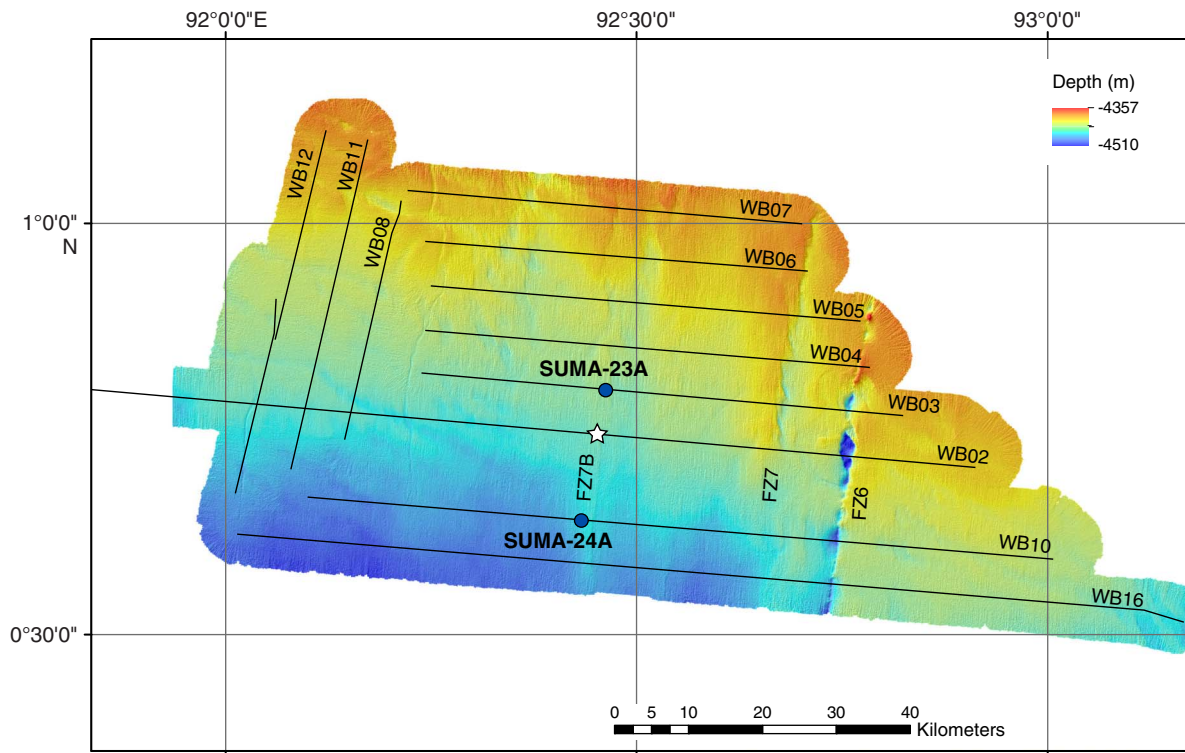 92°0'0"E
92°30'0"
93°0'0"
Depth (m)
-4357
-4510
WB12
WB11
WB08
WB07
1°0'0"
N
WB06
WB05
WB04
SUMA-23A
WB03
WB02
FZ7B
FZ7
FZ6
SUMA-24A
WB10
WB16
0°30'0"
0 5 10 20 30 40
Kilometers